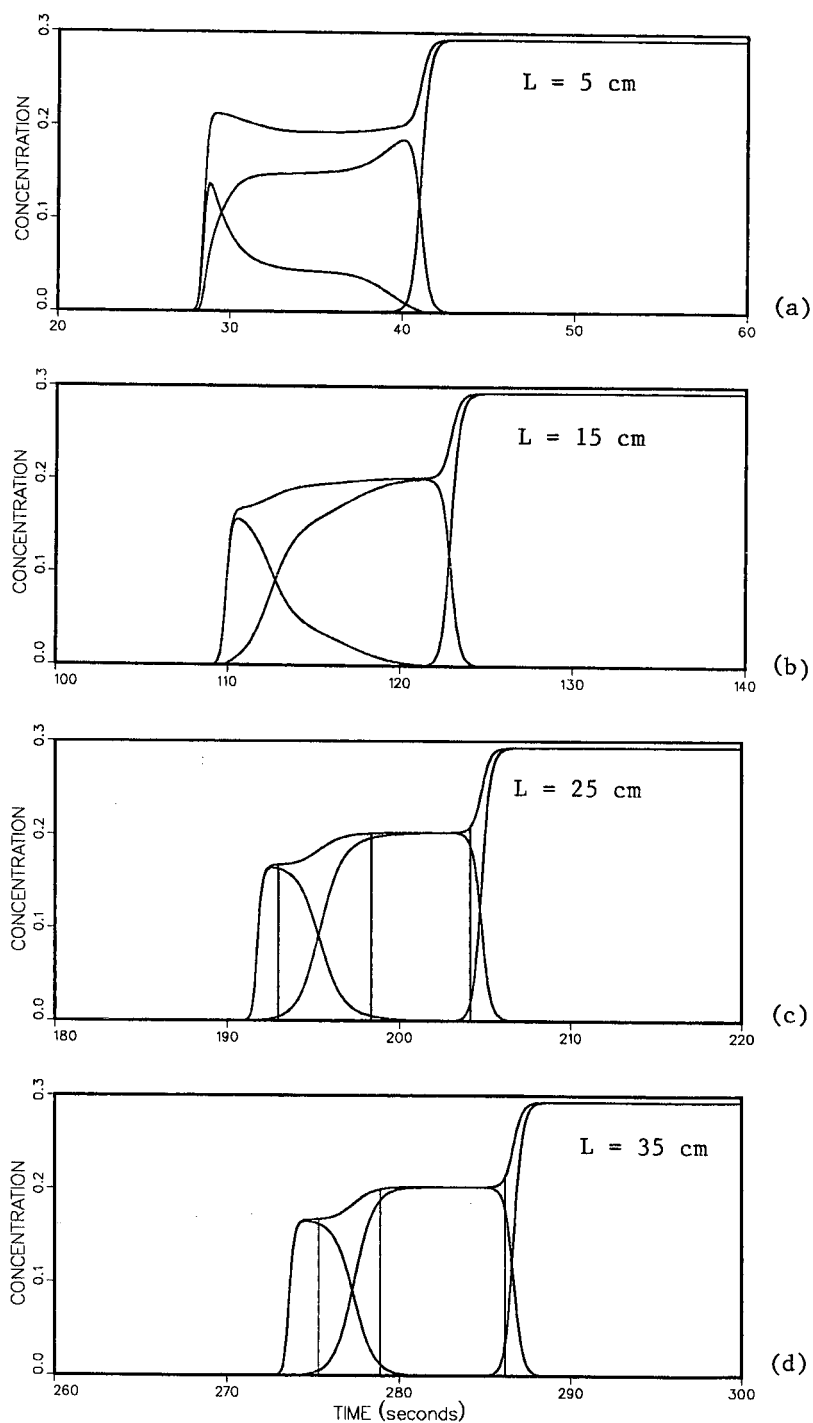 0.3
0.2
0.1
0.0
CONCENTRATION
L = 5 cm
20 30 40 50 60
(a)
0.3
0.2
0.1
0.0
CONCENTRATION
L = 15 cm
100 110 120 130 140
(b)
0.3
0.2
0.1
0.0
CONCENTRATION
L = 25 cm
180 190 200 210 220
(c)
0.3
0.2
0.1
0.0
CONCENTRATION
L = 35 cm
260 270 280 290 300
(d)
TIME (seconds)